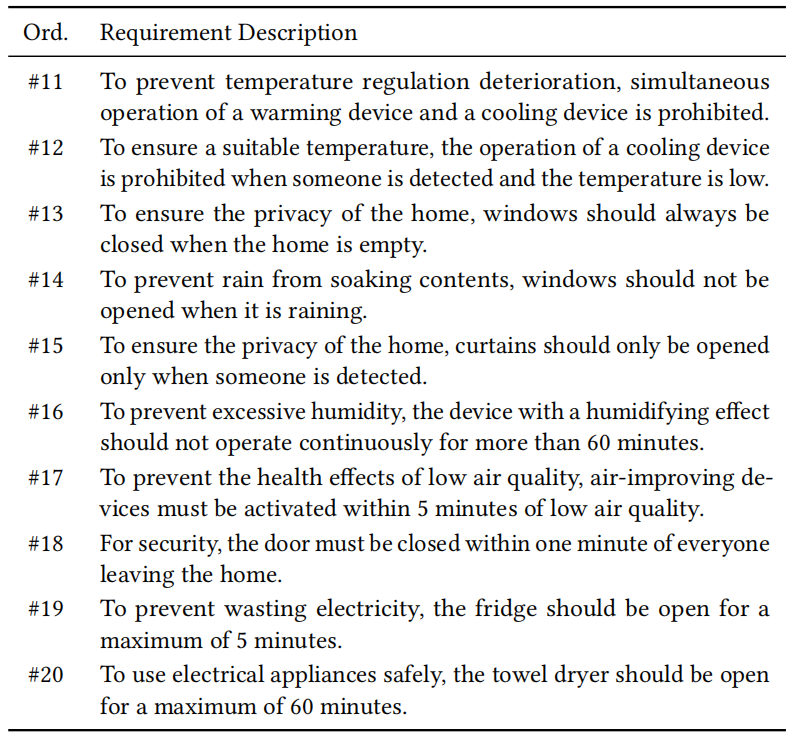 Ord. Requirement Description
#11 To prevent temperature regulation deterioration, simultaneous
operation of a warming device and a cooling device is prohibited.
#12 To ensure a suitable temperature, the operation of a cooling device
is prohibited when someone is detected and the temperature is low.
#13 To ensure the privacy of the home, windows should always be
closed when the home is empty.
#14 To prevent rain from soaking contents, windows should not be
opened when it is raining.
#15 To ensure the privacy of the home, curtains should only be opened
only when someone is detected.
#16 To prevent excessive humidity, the device with a humidifying effect
should not operate continuously for more than 60 minutes.
#17 To prevent the health effects of low air quality, air-improving de-
vices must be activated within 5 minutes of low air quality.
#18 For security, the door must be closed within one minute of everyone
leaving the home.
#19 To prevent wasting electricity, the fridge should be open for a
maximum of 5 minutes.
#20 To use electrical appliances safely, the towel dryer should be open
for a maximum of 60 minutes.